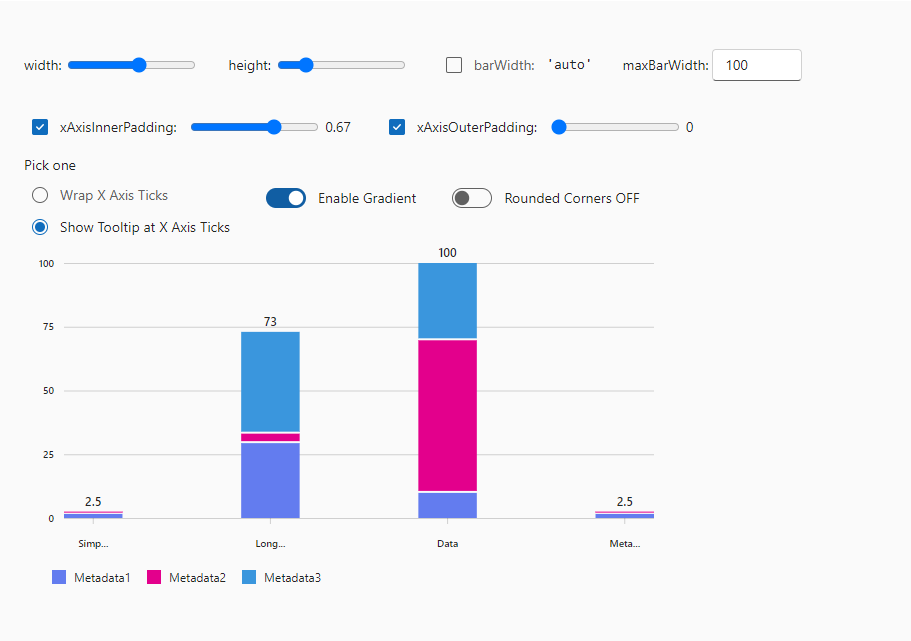 width: height: barWidth: 'auto' maxBarWidth: 100
xAxisInnerPadding: 0.67 xAxisOuterPadding: 0
Pick one
Wrap X Axis Ticks Enable Gradient Rounded Corners OFF
Show Tooltip at X Axis Ticks
100
100
75
73
50
25
2.5 2.5
0
Simp... Long... Data Meta...
Metadata1 Metadata2 Metadata3